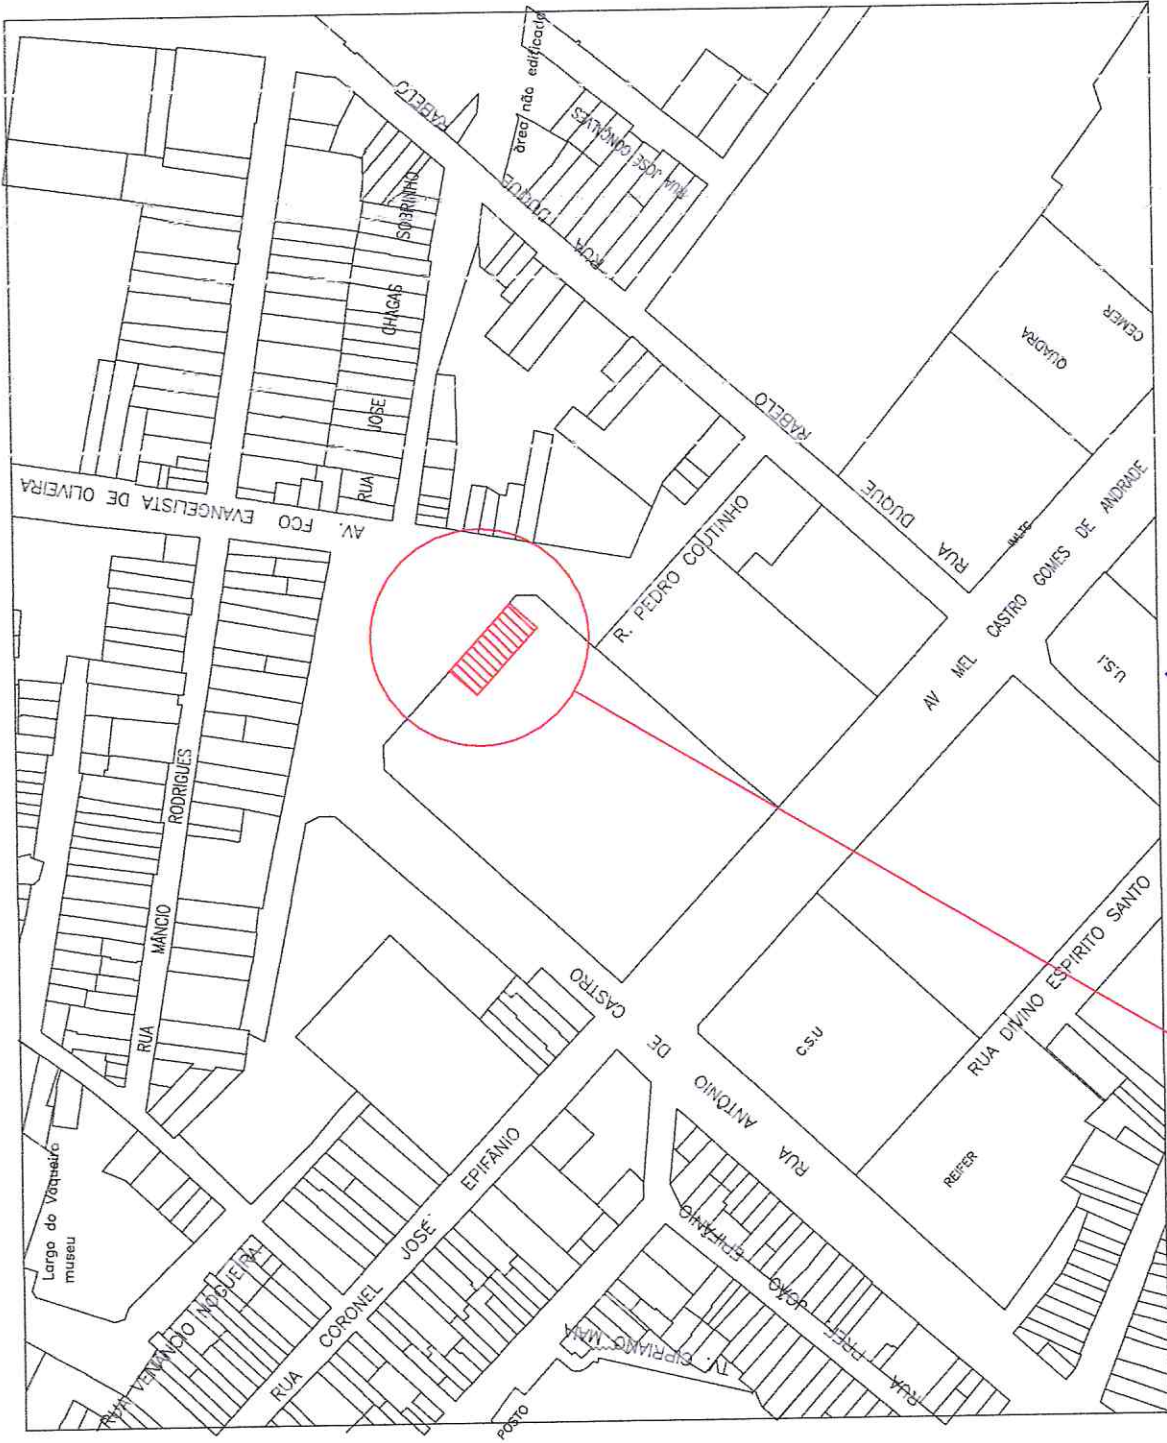 RABELO
área não edificada
RUA JOSÉ GONÇALVES
DUQUE
RUA
SOBRINHO
CHAGAS
JOSE
RUA
AV. FCO EVANGELISTA DE OLIVEIRA
QUADRA
CEMER
RABELO
DUQUE
RUA
R. PEDRO COUTINHO
AV MEL CASTRO GOMES DE ANDRADE
U.S.I
RODRIGUES
MÂNCIO
RUA
CASTRO
DE
ANTÔNIO
RUA
C.S.U
RUA DIVINO ESPIRITO SANTO
REIFER
Largo do Vaqueiro
museu
RUA VENANCIO NOGUEIRA
RUA CORONEL JOSÉ EPIFÂNIO
EPIFÂNIO
JOÃO
PREF.
RUA
TV. CIPRIANO MAIA
POSTO